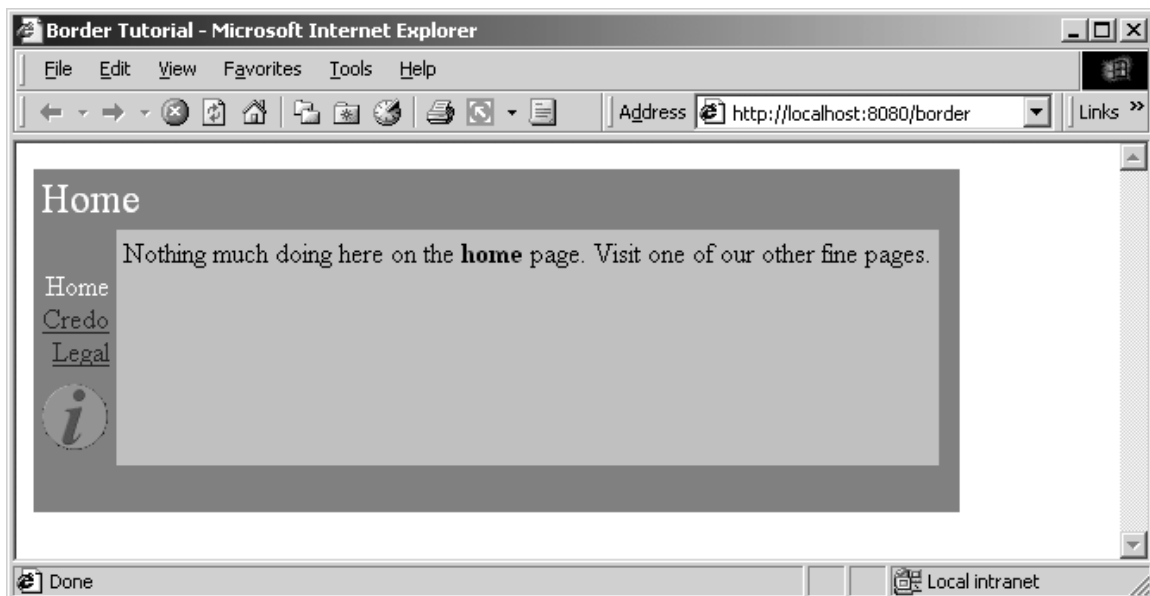 Border Tutorial - Microsoft Internet Explorer
File Edit View Favorites Tools Help
Address http://localhost:8080/border Links »
Home
Nothing much doing here on the home page. Visit one of our other fine pages.
Home
Credo
Legal
i
Done Local intranet